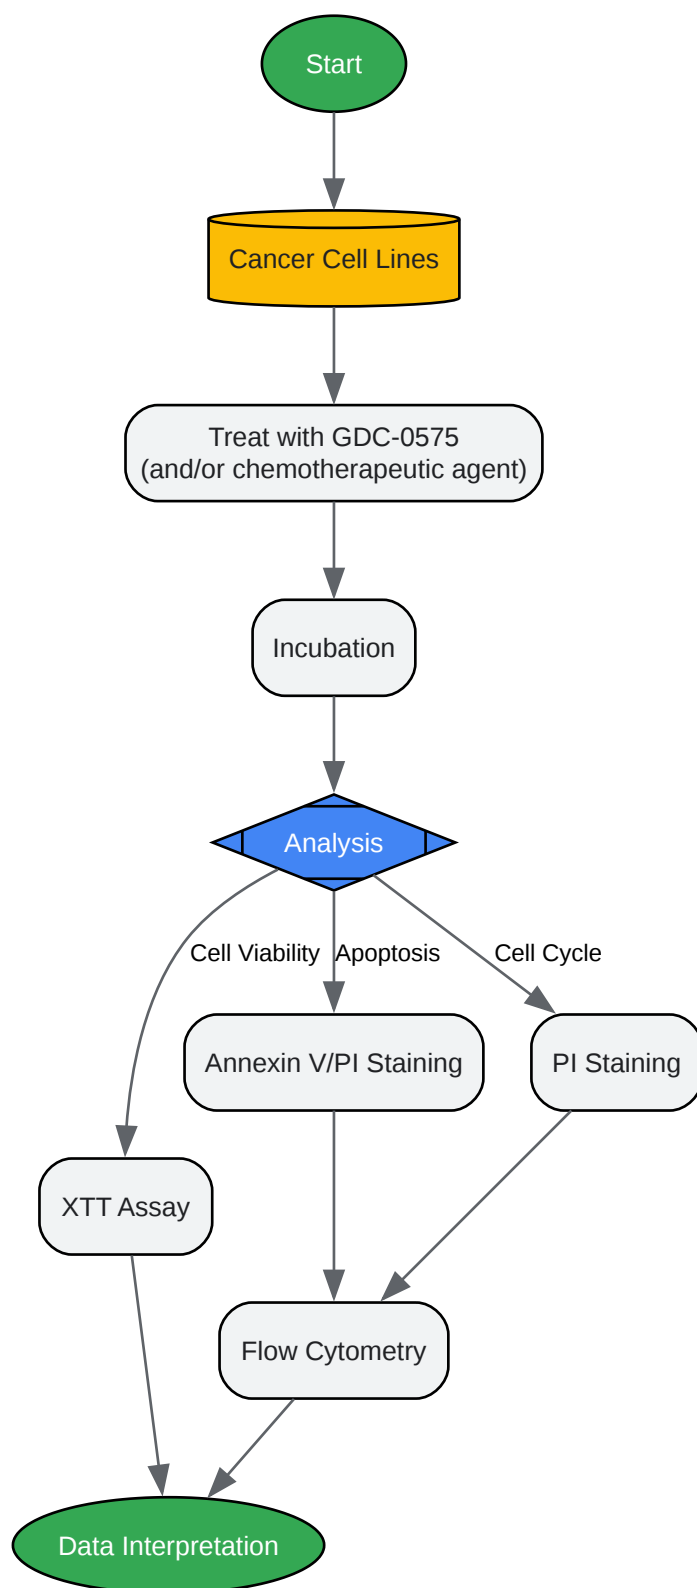 Start
Cancer Cell Lines
Treat with GDC-0575
(and/or chemotherapeutic agent)
Incubation
Analysis
Cell Viability
Apoptosis
Cell Cycle
Annexin V/PI Staining
PI Staining
XTT Assay
Flow Cytometry
Data Interpretation